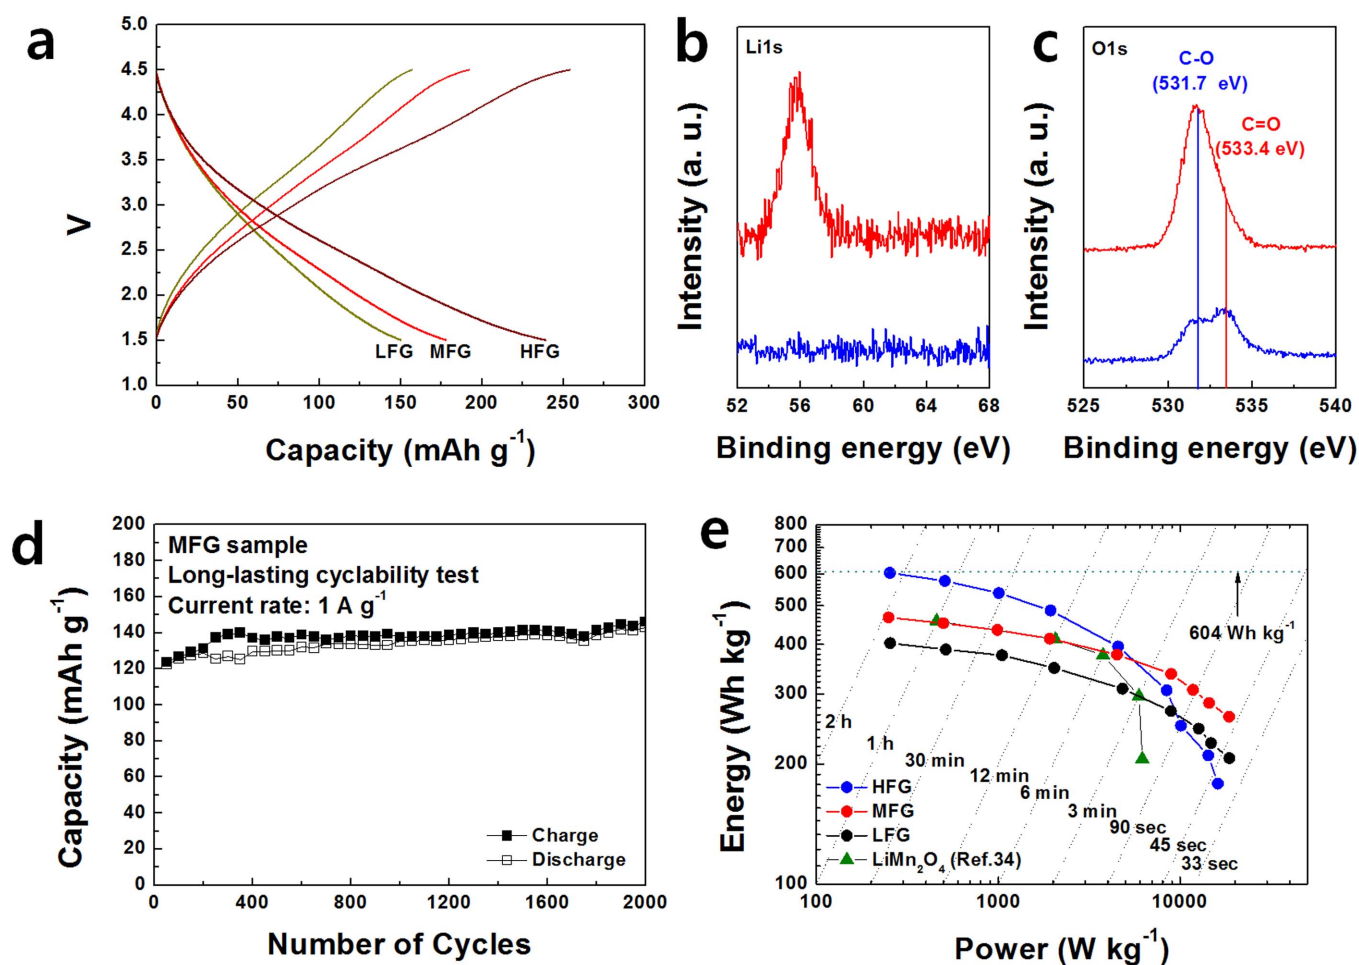 a
5.0
4.5
4.0
3.5
3.0
2.5
2.0
1.5
1.0
V
LFG MFG HFG
0 50 100 150 200 250 300
Capacity (mAh g⁻¹)
b
Li1s
Intensity (a. u.)
52 56 60 64 68
Binding energy (eV)
c
O1s
C-O
(531.7 eV)
C=O
(533.4 eV)
Intensity (a. u.)
525 530 535 540
Binding energy (eV)
d
200
180
160
140
120
100
80
60
40
20
0
Capacity (mAh g⁻¹)
MFG sample
Long-lasting cyclability test
Current rate: 1 A g⁻¹
Charge
Discharge
0 400 800 1200 1600 2000
Number of Cycles
e
800
700
600
500
400
300
200
100
Energy (Wh kg⁻¹)
604 Wh kg⁻¹
2 h
1 h
30 min
12 min
6 min
3 min
90 sec
45 sec
33 sec
HFG
MFG
LFG
LiMn₂O₄ (Ref.34)
100 1000 10000
Power (W kg⁻¹)